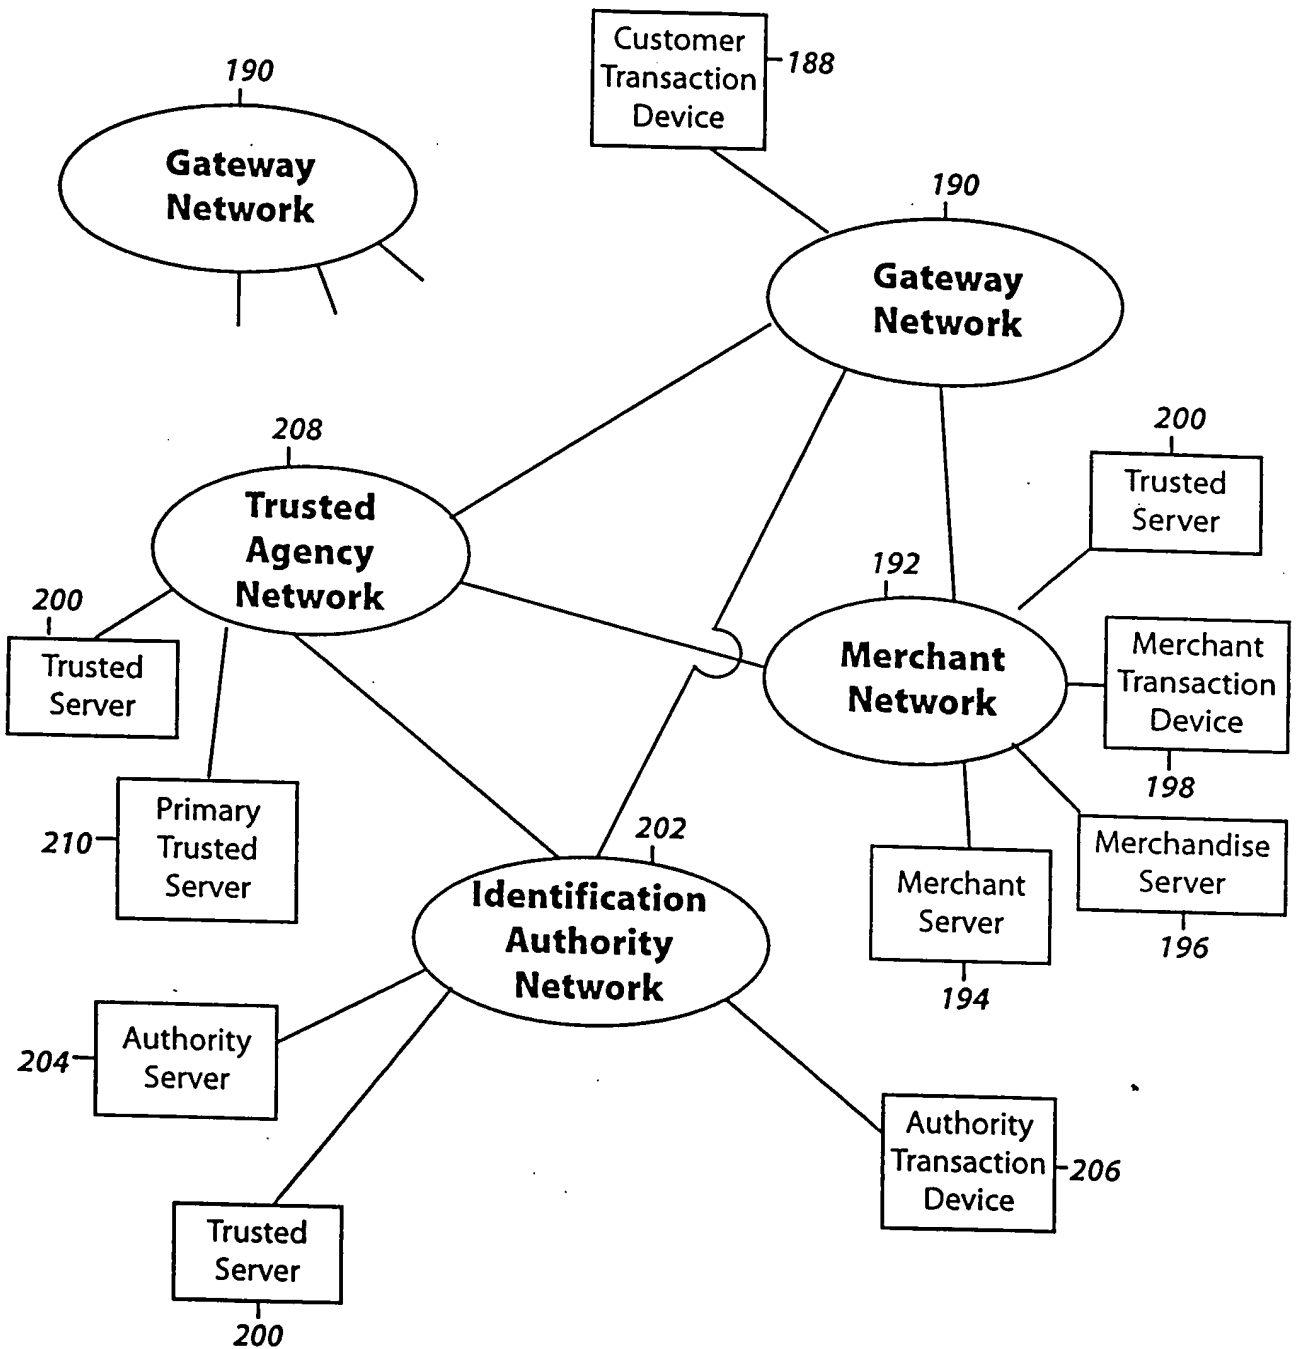 Customer
Transaction
Device
188
190
Gateway
Network
190
Gateway
Network
200
Trusted
Server
208
Trusted
Agency
Network
192
Merchant
Network
Merchant
Transaction
Device
198
200
Trusted
Server
210
Primary
Trusted
Server
202
Identification
Authority
Network
Merchant
Server
194
Merchandise
Server
196
204
Authority
Server
Authority
Transaction
Device
206
Trusted
Server
200